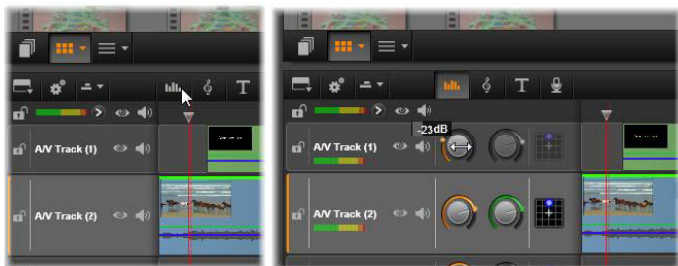 T
A/V Track (1)
A/V Track (2)
T
-23dB
A/V Track (1)
A/V Track (2)